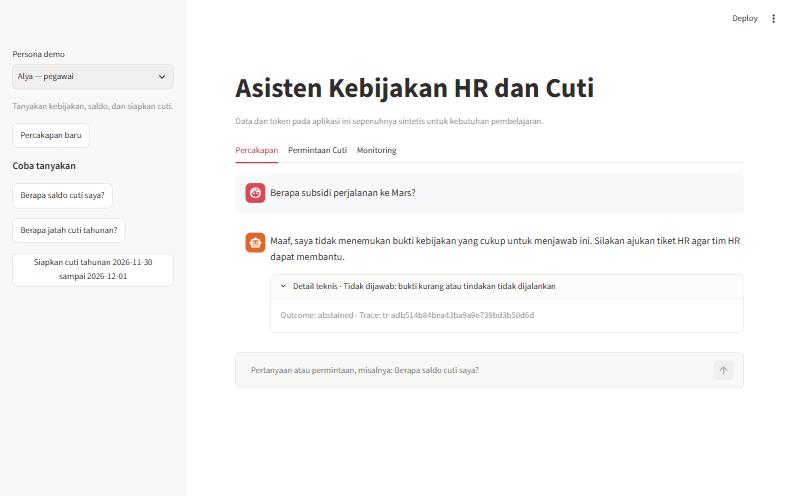 Deploy
Persona demo
Alya — pegawai
Tanyakan kebijakan, saldo, dan siapkan cuti.
Percakapan baru
Coba tanyakan
Berapa saldo cuti saya?
Berapa jatah cuti tahunan?
Siapkan cuti tahunan 2026-11-30
sampai 2026-12-01
Asisten Kebijakan HR dan Cuti
Data dan token pada aplikasi ini sepenuhnya sintetis untuk kebutuhan pembelajaran.
Percakapan Permintaan Cuti Monitoring
Berapa subsidi perjalanan ke Mars?
Maaf, saya tidak menemukan bukti kebijakan yang cukup untuk menjawab ini. Silakan ajukan tiket HR agar tim HR
dapat membantu.
Detail teknis · Tidak dijawab: bukti kurang atau tindakan tidak dijalankan
Outcome: abstained · Trace: tr-adb514b84bea43ba9a9e739bd3b50d6d
Pertanyaan atau permintaan, misalnya: Berapa saldo cuti saya?